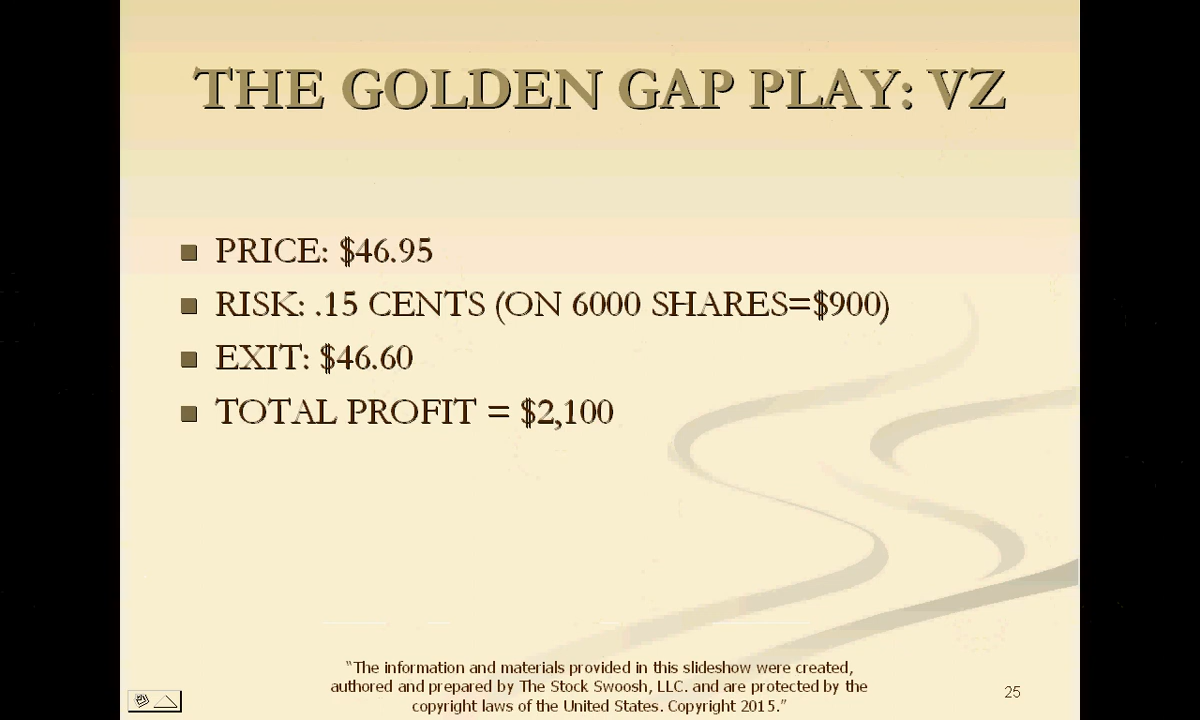 THE GOLDEN GAP PLAY: VZ
PRICE: $46.95
RISK: .15 CENTS (ON 6000 SHARES=$900)
EXIT: $46.60
TOTAL PROFIT = $2,100
"The information and materials provided in this slideshow were created,
authored and prepared by The Stock Swoosh, LLC. and are protected by the
copyright laws of the United States. Copyright 2015."
25